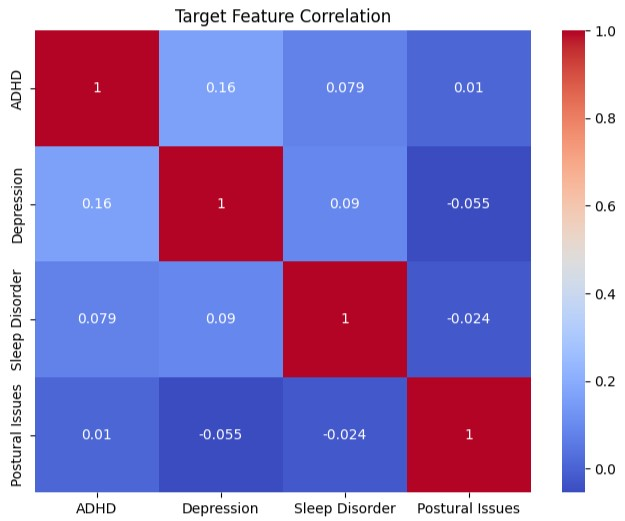 Target Feature Correlation
ADHD 1 0.16 0.079 0.01
Depression 0.16 1 0.09 -0.055
Sleep Disorder 0.079 0.09 1 -0.024
Postural Issues 0.01 -0.055 -0.024 1
ADHD Depression Sleep Disorder Postural Issues
1.0
0.8
0.6
0.4
0.2
0.0